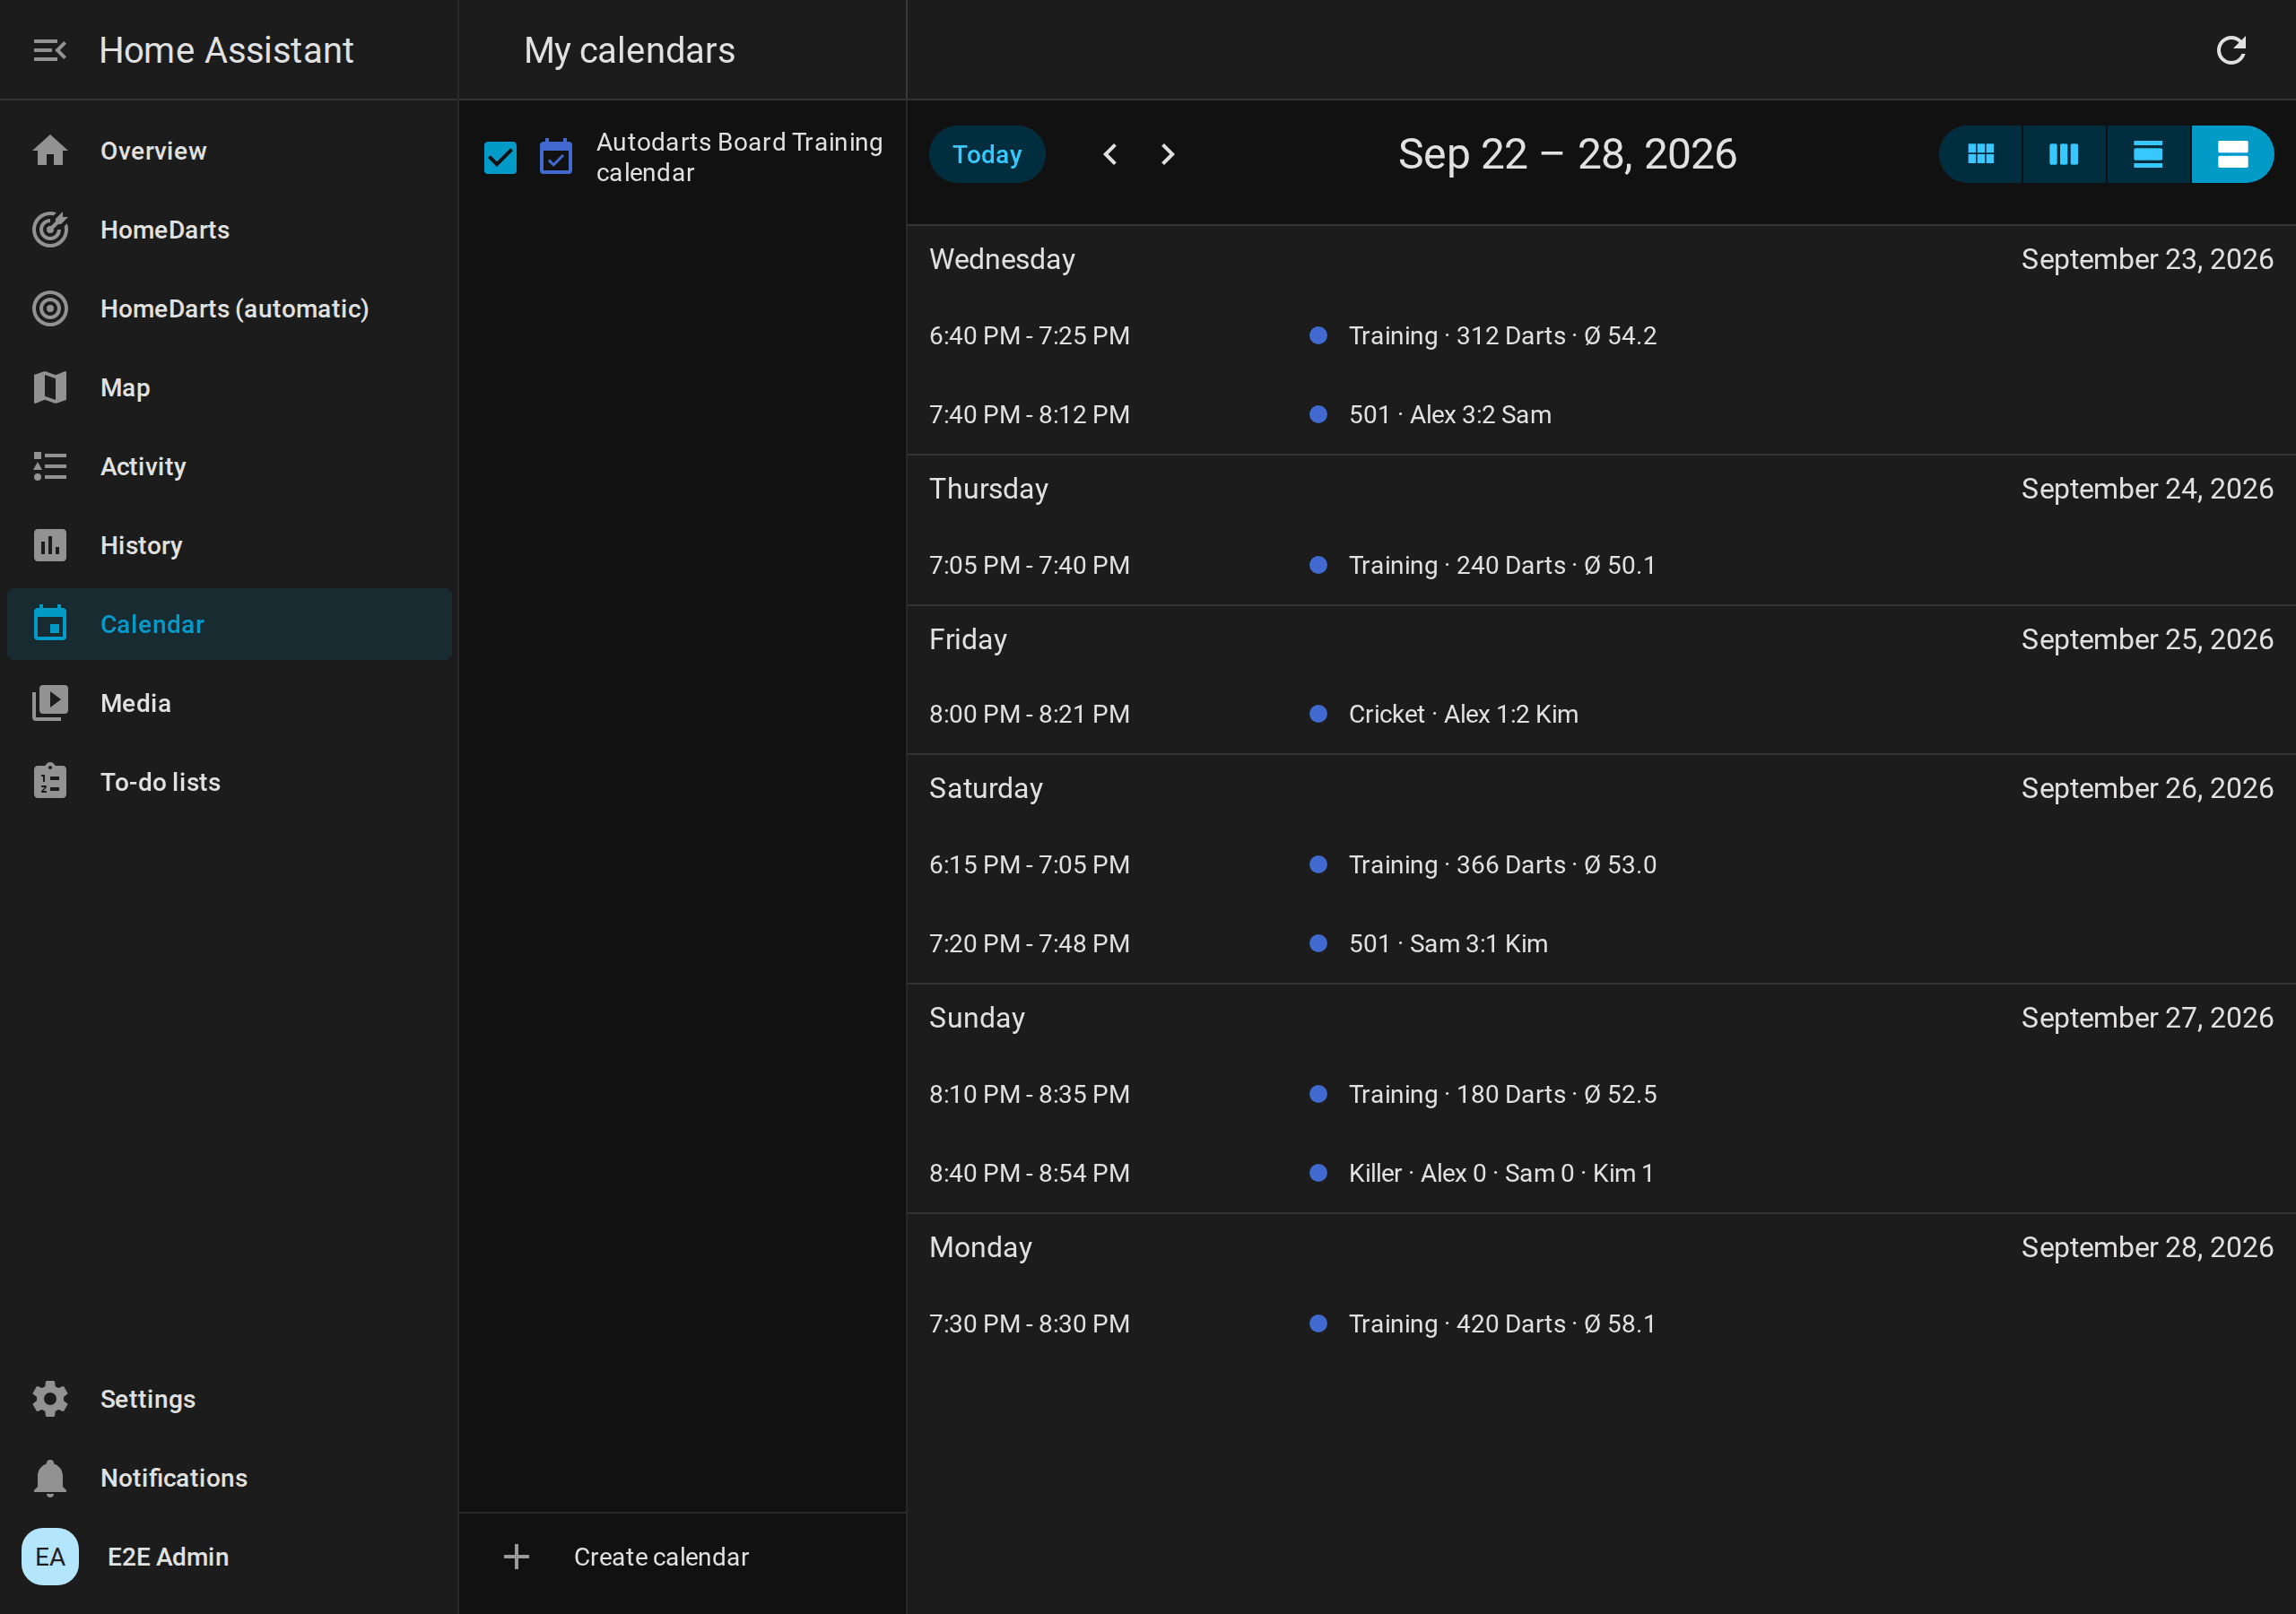 Home Assistant
Overview
HomeDarts
HomeDarts (automatic)
Map
Activity
History
Calendar
Media
To-do lists
Settings
Notifications
EA
E2E Admin
My calendars
Autodarts Board Training
calendar
Create calendar
Today
Sep 22 – 28, 2026
Wednesday September 23, 2026
6:40 PM - 7:25 PM Training · 312 Darts · Ø 54.2
7:40 PM - 8:12 PM 501 · Alex 3:2 Sam
Thursday September 24, 2026
7:05 PM - 7:40 PM Training · 240 Darts · Ø 50.1
Friday September 25, 2026
8:00 PM - 8:21 PM Cricket · Alex 1:2 Kim
Saturday September 26, 2026
6:15 PM - 7:05 PM Training · 366 Darts · Ø 53.0
7:20 PM - 7:48 PM 501 · Sam 3:1 Kim
Sunday September 27, 2026
8:10 PM - 8:35 PM Training · 180 Darts · Ø 52.5
8:40 PM - 8:54 PM Killer · Alex 0 · Sam 0 · Kim 1
Monday September 28, 2026
7:30 PM - 8:30 PM Training · 420 Darts · Ø 58.1